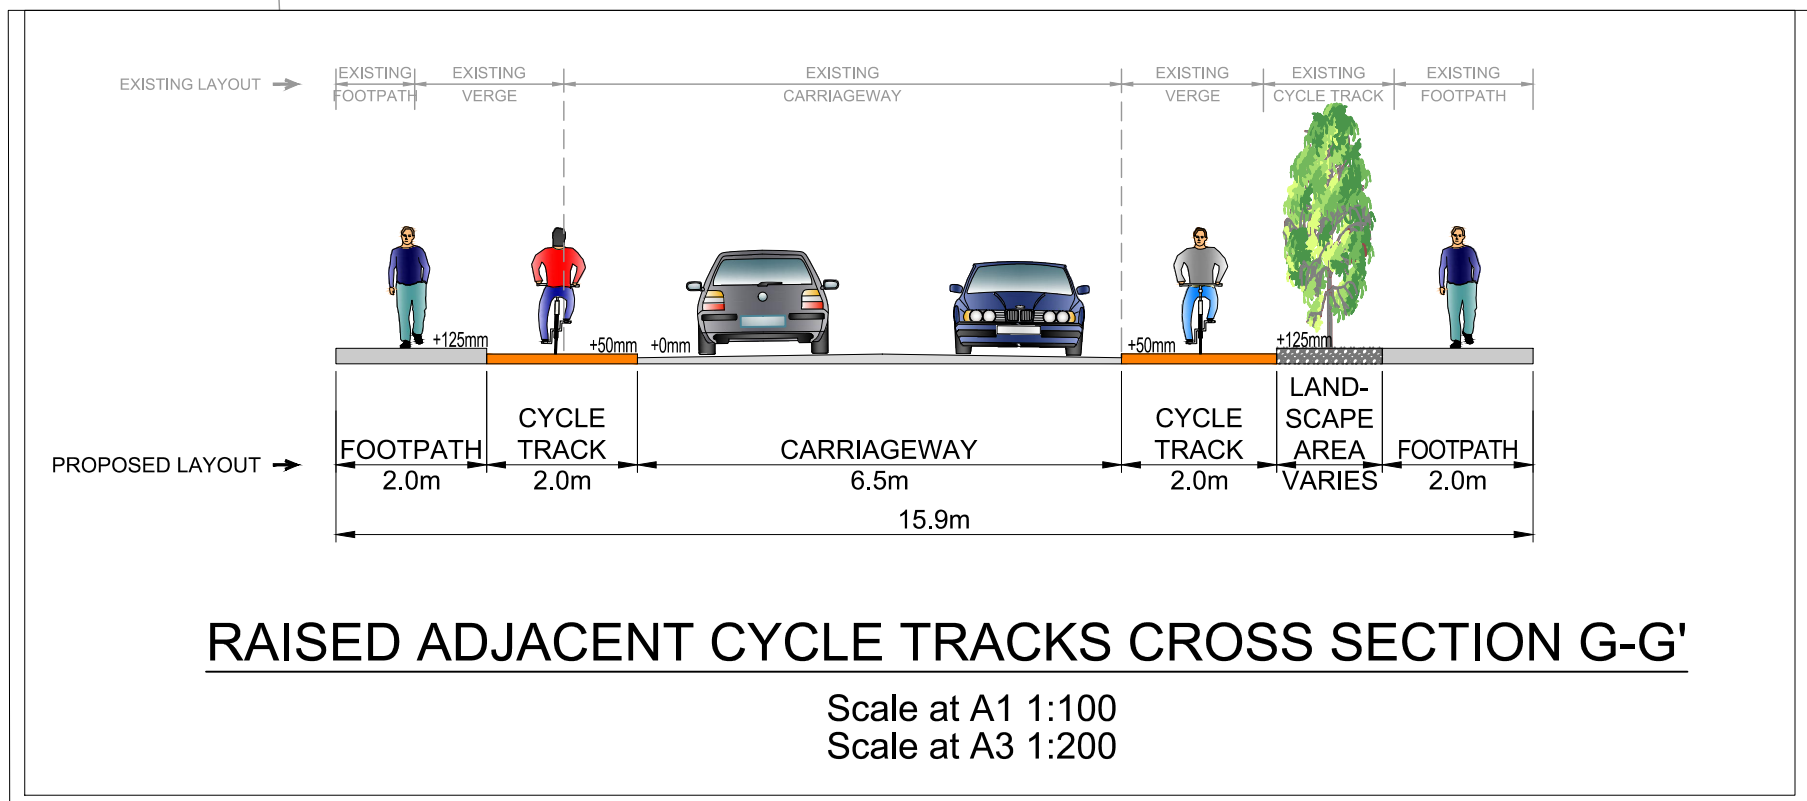 EXISTING LAYOUT
EXISTING
FOOTPATH
EXISTING
VERGE
EXISTING
CARRIAGEWAY
EXISTING
VERGE
EXISTING
CYCLE TRACK
EXISTING
FOOTPATH
+125mm
+50mm
+0mm
+50mm
+125mm
PROPOSED LAYOUT
FOOTPATH
2.0m
CYCLE
TRACK
2.0m
CARRIAGEWAY
6.5m
CYCLE
TRACK
2.0m
LAND-
SCAPE
AREA
VARIES
FOOTPATH
2.0m
15.9m
RAISED ADJACENT CYCLE TRACKS CROSS SECTION G-G'
Scale at A1 1:100
Scale at A3 1:200